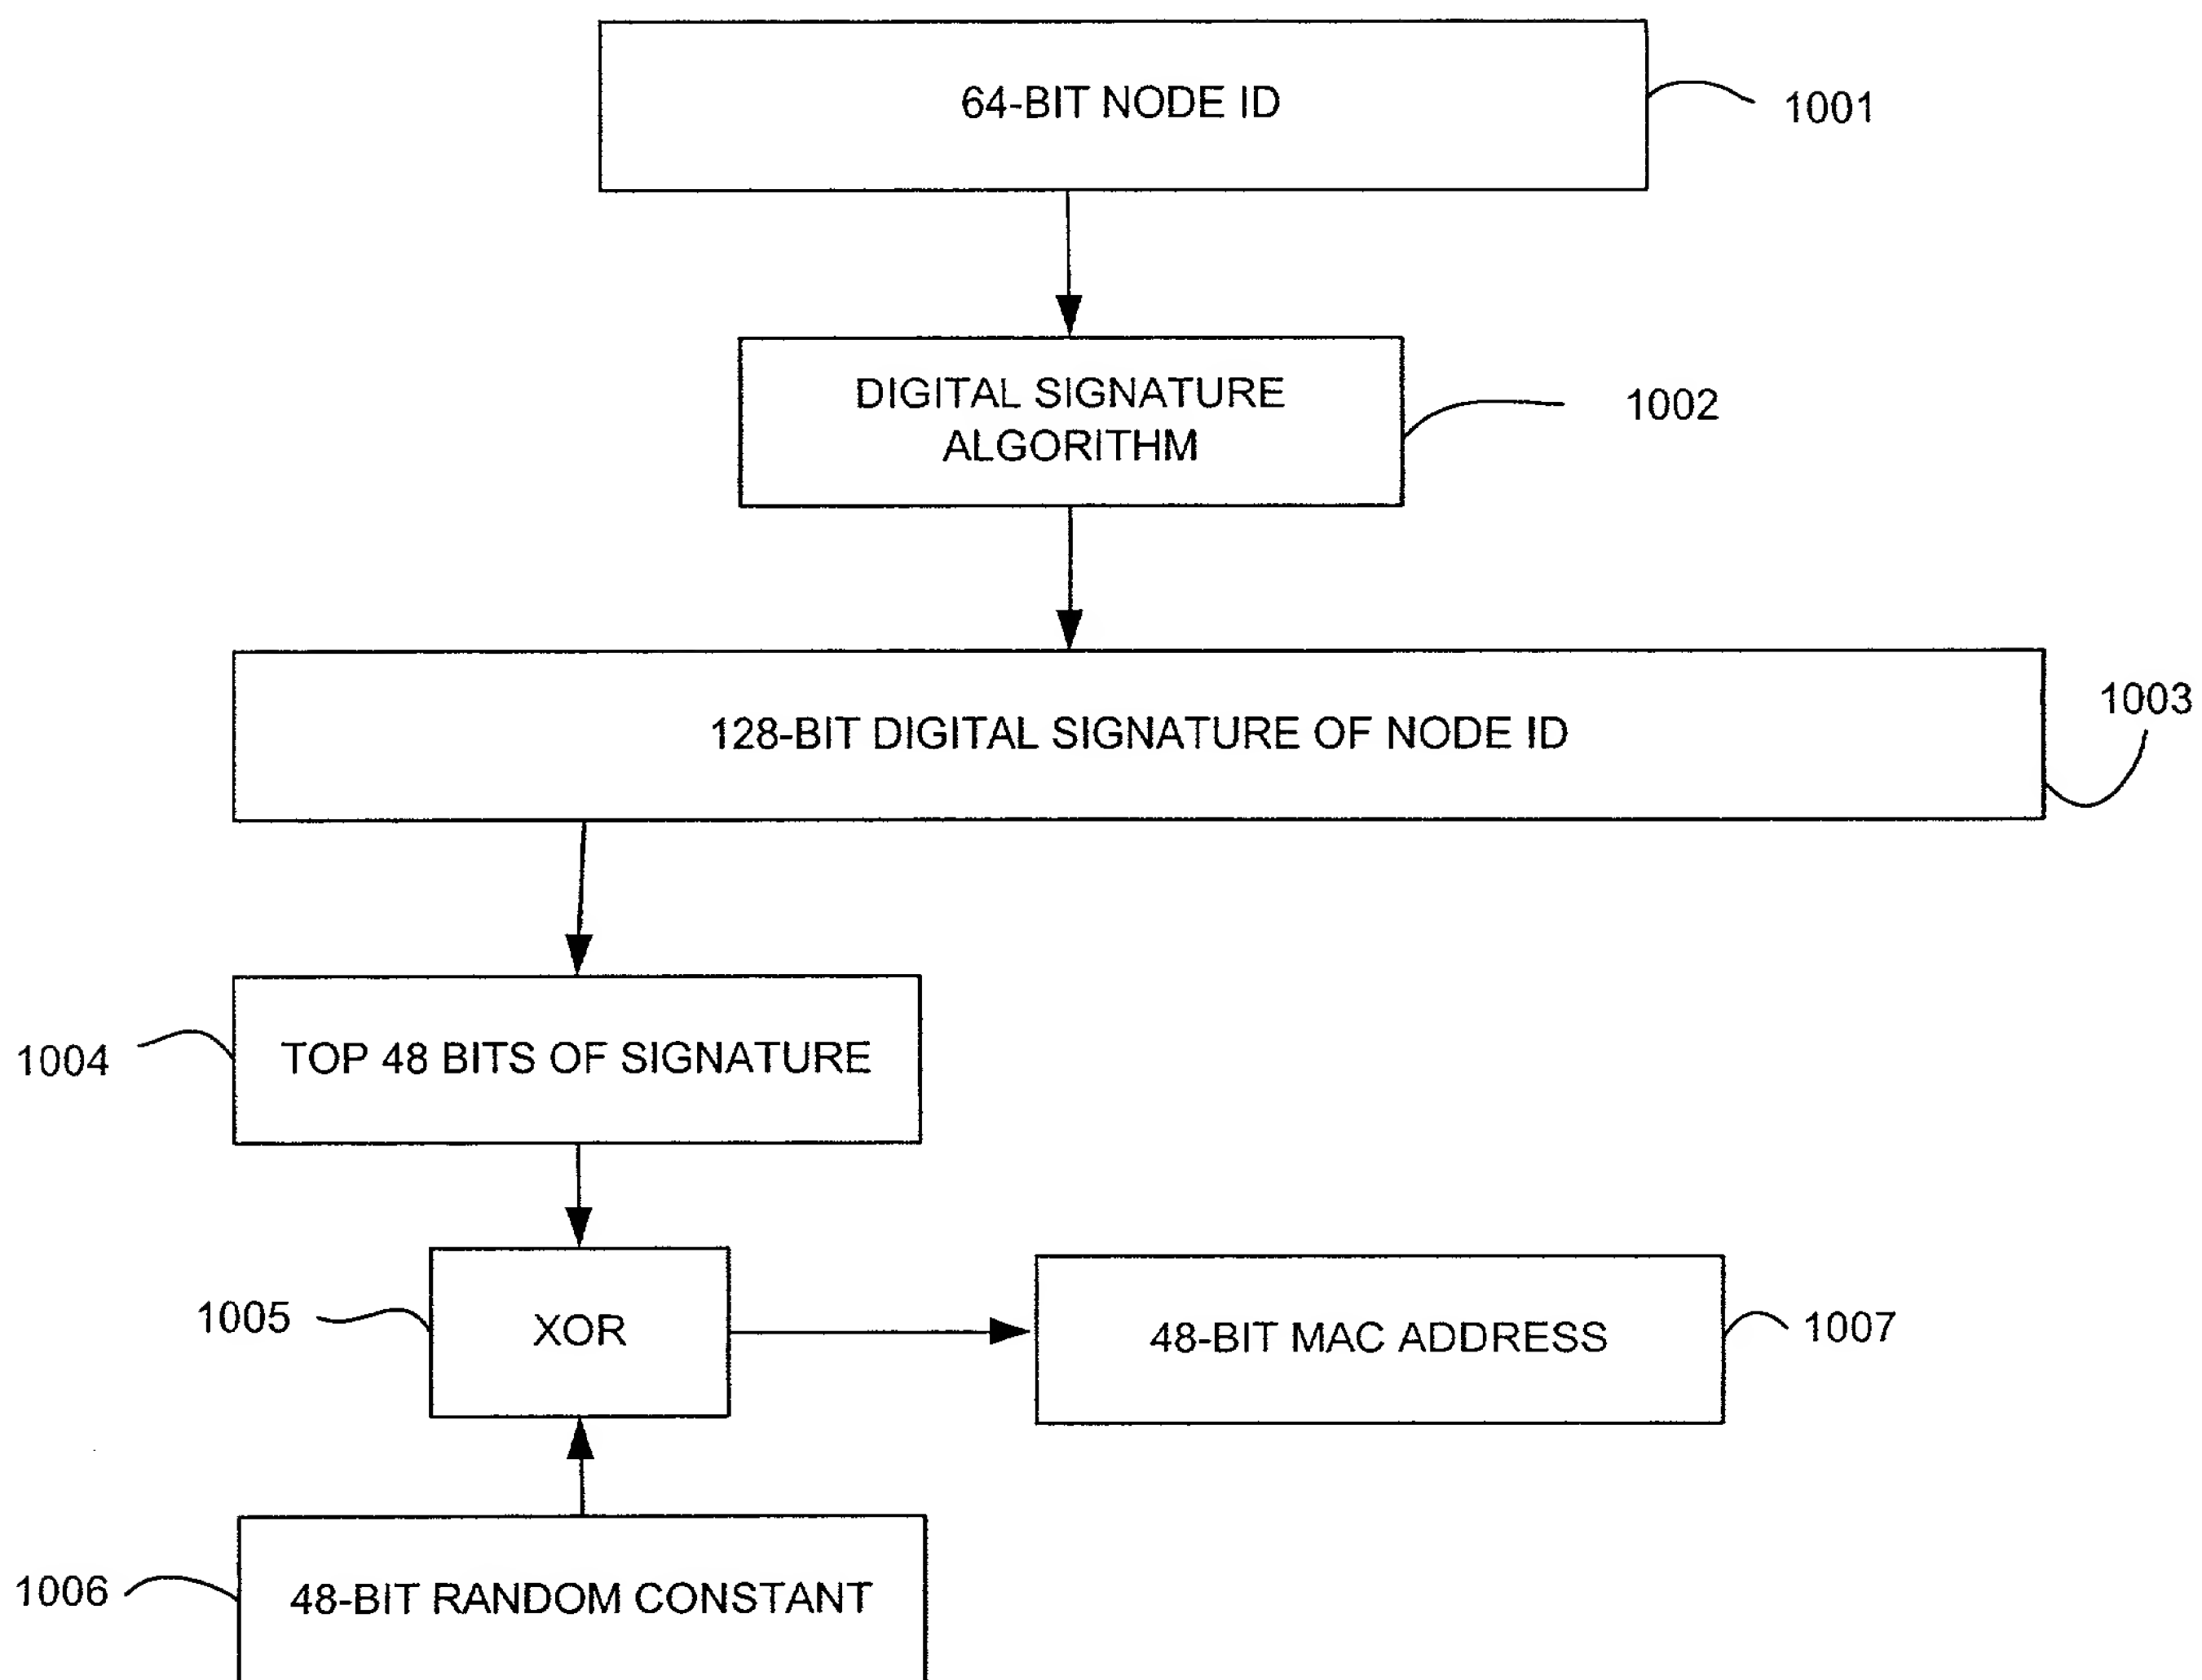 64-BIT NODE ID
1001
DIGITAL SIGNATURE
ALGORITHM
1002
128-BIT DIGITAL SIGNATURE OF NODE ID
1003
1004
TOP 48 BITS OF SIGNATURE
1005
XOR
48-BIT MAC ADDRESS
1007
1006
48-BIT RANDOM CONSTANT